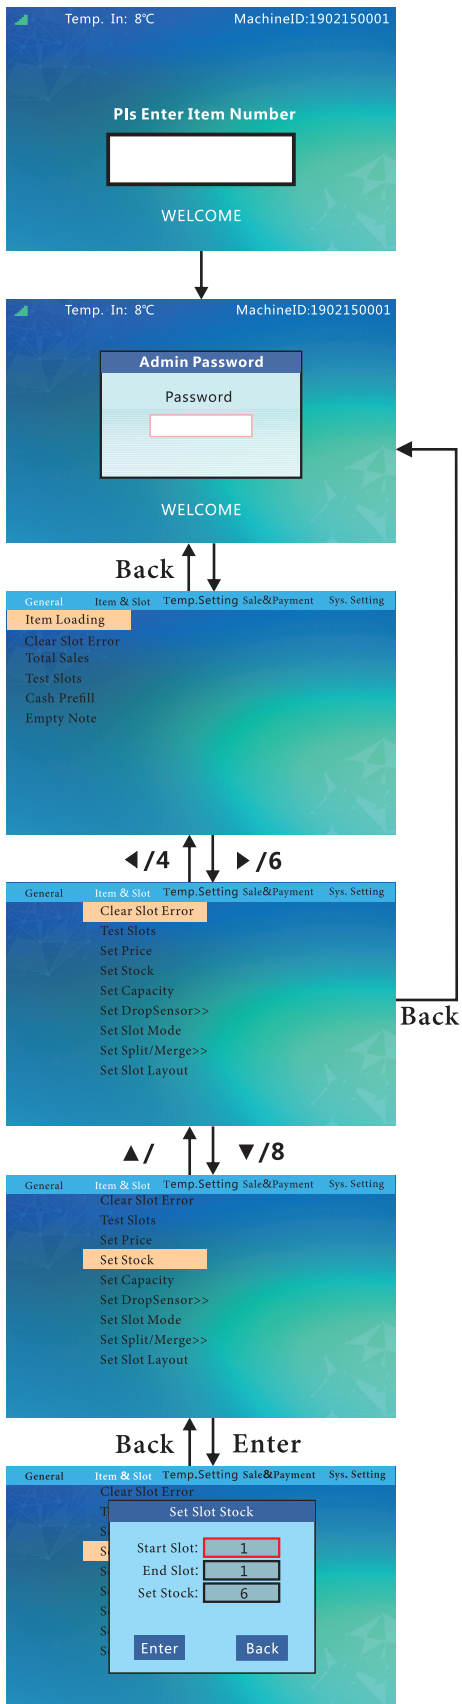 Temp. In: 8℃ MachineID:1902150001
Pls Enter Item Number
WELCOME
Temp. In: 8℃ MachineID:1902150001
Admin Password
Password
WELCOME
Back
General Item & Slot Temp.Setting Sale&Payment Sys. Setting
Item Loading
Clear Slot Error
Total Sales
Test Slots
Cash Prefill
Empty Note
◀/4 ▶/6
General Item & Slot Temp.Setting Sale&Payment Sys. Setting
Clear Slot Error
Test Slots
Set Price
Set Stock
Set Capacity
Set DropSensor>>
Set Slot Mode
Set Split/Merge>>
Set Slot Layout
Back
▲/ ▼/8
General Item & Slot Temp.Setting Sale&Payment Sys. Setting
Clear Slot Error
Test Slots
Set Price
Set Stock
Set Capacity
Set DropSensor>>
Set Slot Mode
Set Split/Merge>>
Set Slot Layout
Back Enter
General Item & Slot Temp.Setting Sale&Payment Sys. Setting
Clear Slot Error
Set Slot Stock
Start Slot: 1
End Slot: 1
Set Stock: 6
Enter Back